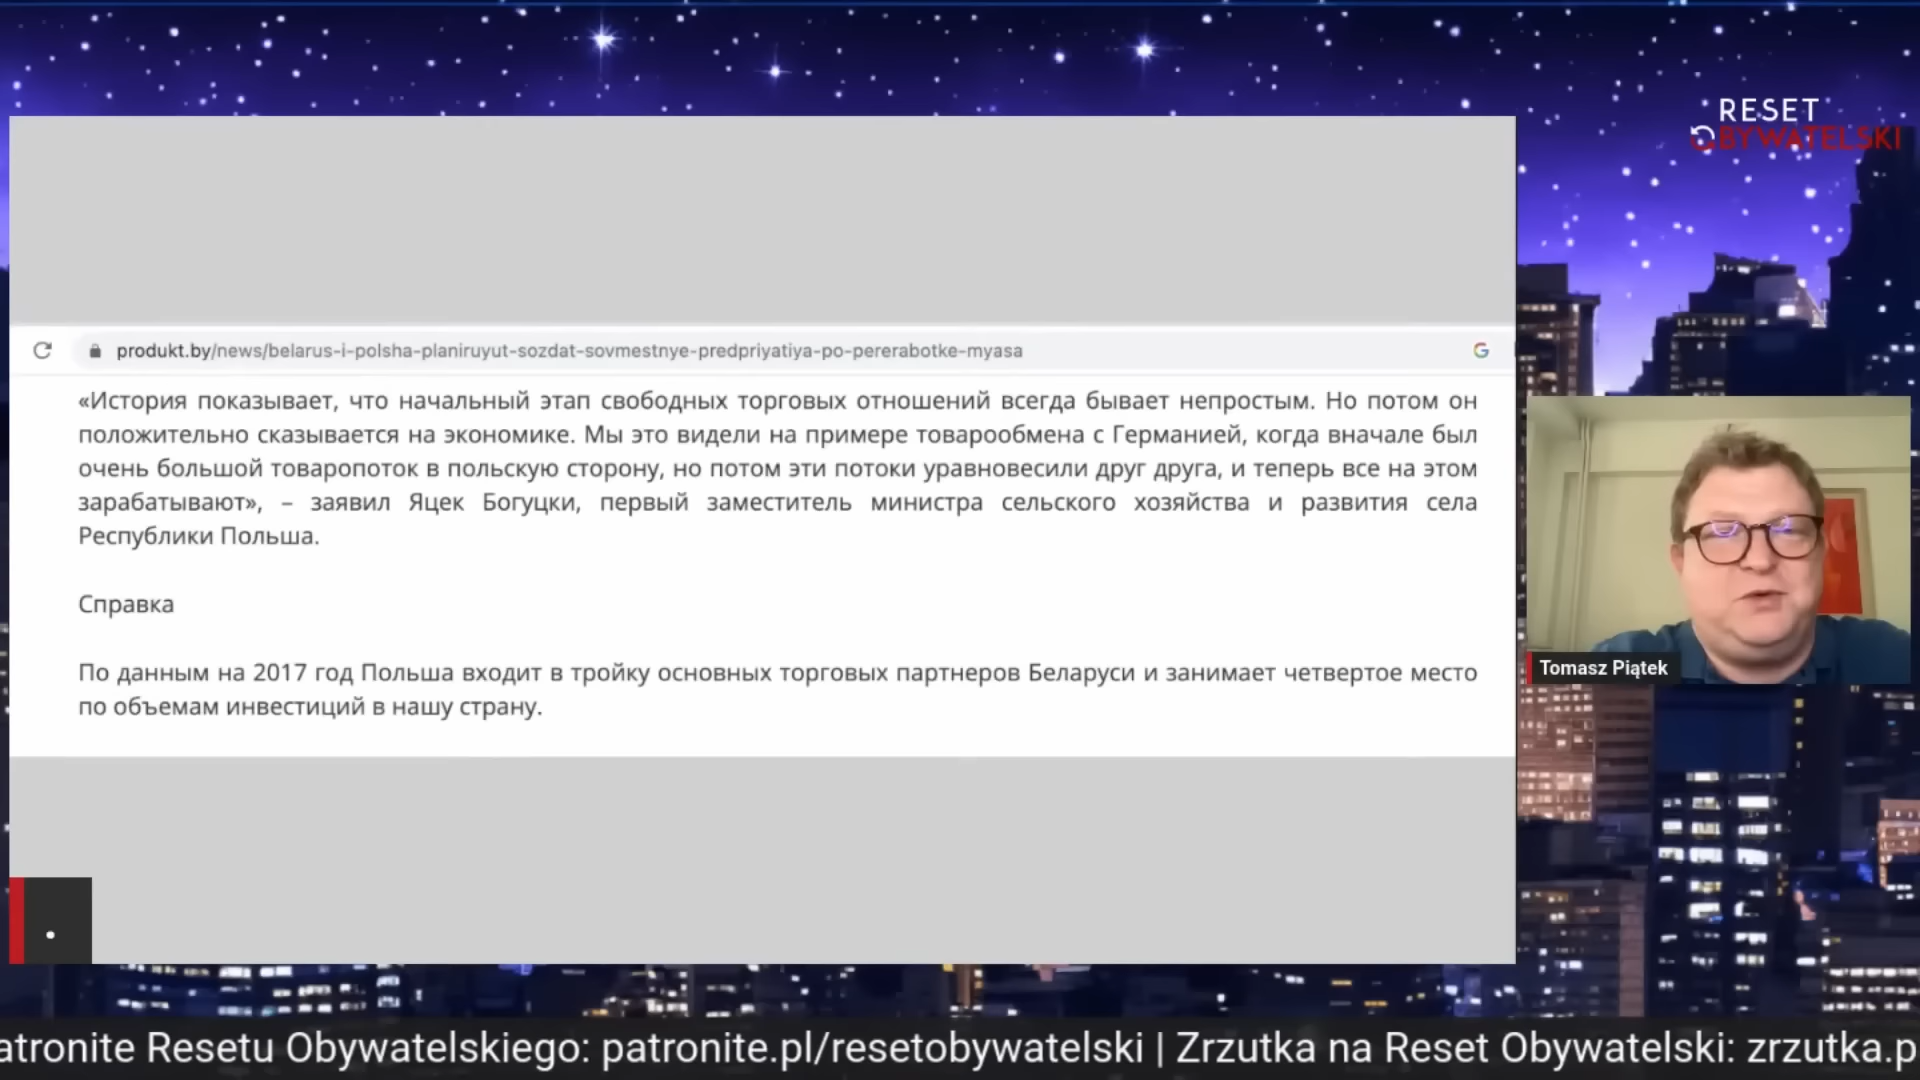 RESET
OBYWATELSKI
produkt.by/news/belarus-i-polsha-planiruyut-sozdat-sovmestnye-predpriyatiya-po-pererabotke-myasa
«История показывает, что начальный этап свободных торговых отношений всегда бывает непростым. Но потом он
положительно сказывается на экономике. Мы это видели на примере товарообмена с Германией, когда вначале был
очень большой товаропоток в польскую сторону, но потом эти потоки уравновесили друг друга, и теперь все на этом
зарабатывают», – заявил Яцек Богуцки, первый заместитель министра сельского хозяйства и развития села
Республики Польша.
Справка
По данным на 2017 год Польша входит в тройку основных торговых партнеров Беларуси и занимает четвертое место
по объемам инвестиций в нашу страну.
Tomasz Piątek
.
atronite Resetu Obywatelskiego: patronite.pl/resetobywatelski | Zrzutka na Reset Obywatelski: zrzutka.p